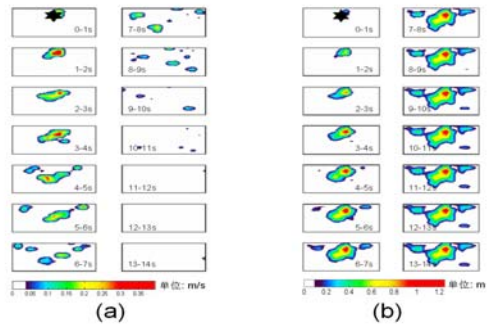 0-1s
7-8s
1-2s
8-9s
2-3s
9-10s
3-4s
10-11s
4-5s
11-12s
5-6s
12-13s
6-7s
13-14s
0 0.05 0.1 0.15 0.2 0.25 0.3 0.35 单位: m/s
(a)
0-1s
7-8s
1-2s
8-9s
2-3s
9-10s
3-4s
10-11s
4-5s
11-12s
5-6s
12-13s
6-7s
13-14s
0 0.2 0.4 0.6 0.8 1 1.2 单位: m
(b)